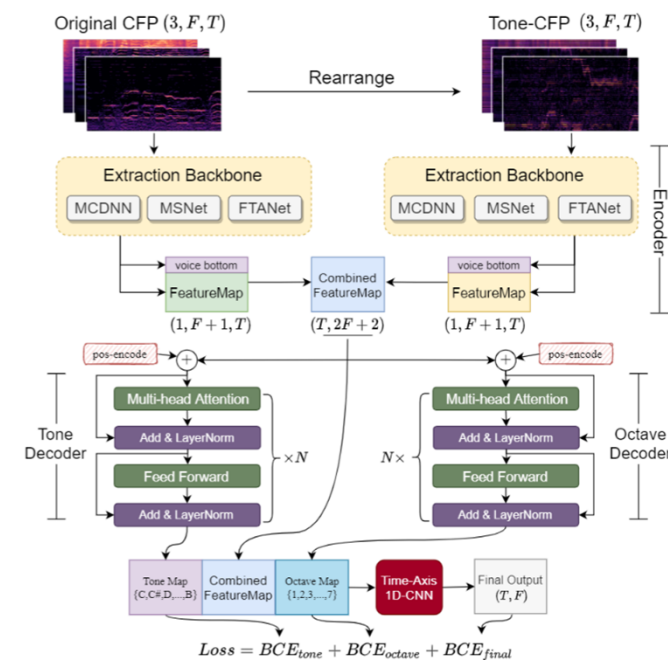 Original CFP (3, F, T)
Tone-CFP (3, F, T)
Rearrange
Extraction Backbone
MCDNN MSNet FTANet
Extraction Backbone
MCDNN MSNet FTANet
Encoder
voice bottom
FeatureMap
(1, F + 1, T)
Combined
FeatureMap
(T, 2F + 2)
voice bottom
FeatureMap
(1, F + 1, T)
pos-encode
+
+
pos-encode
Tone
Decoder
Multi-head Attention
Add & LayerNorm
Feed Forward
Add & LayerNorm
×N
N×
Multi-head Attention
Add & LayerNorm
Feed Forward
Add & LayerNorm
Octave
Decoder
Tone Map
{C,C#,D,...,B}
Combined
FeatureMap
Octave Map
{1,2,3,...,7}
Time-Axis
1D-CNN
Final Output
(T, F)
Loss = BCE_tone + BCE_octave + BCE_final